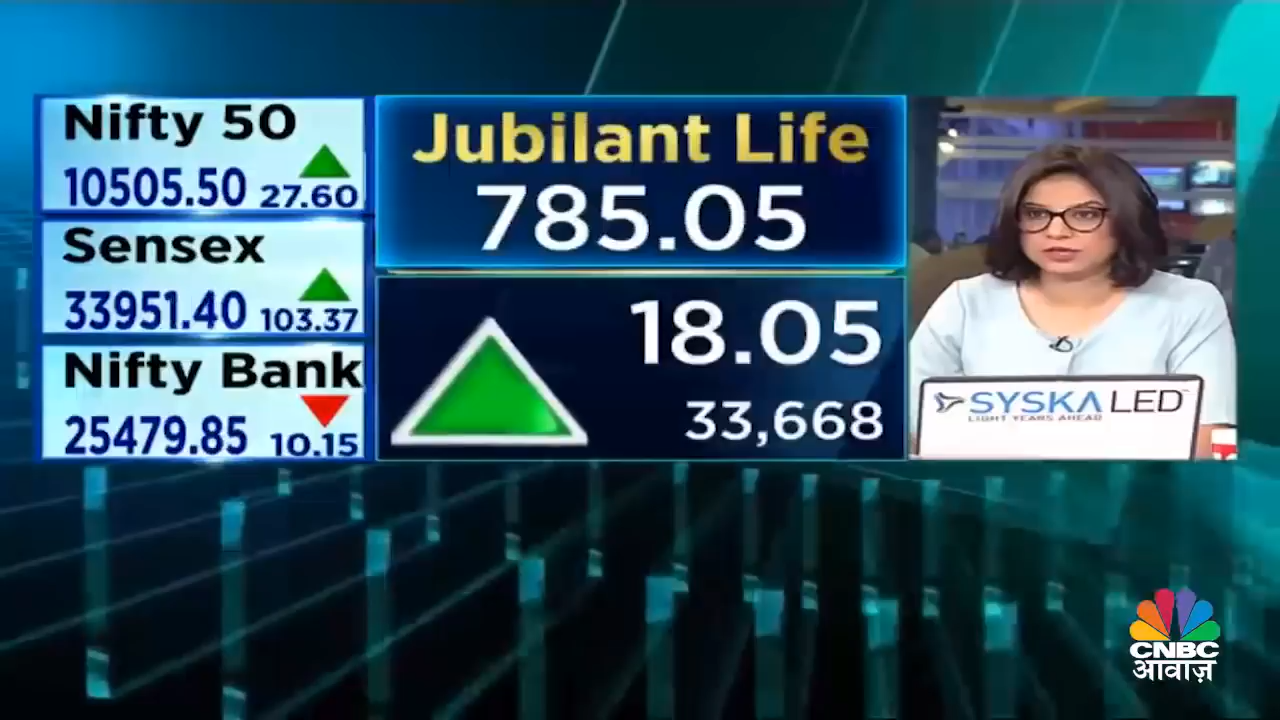 Nifty 50
10505.50 27.60
Sensex
33951.40 103.37
Nifty Bank
25479.85 10.15
Jubilant Life
785.05
18.05
33,668
SYSKA LED
LIGHT YEARS AHEAD
CNBC
आवाज़